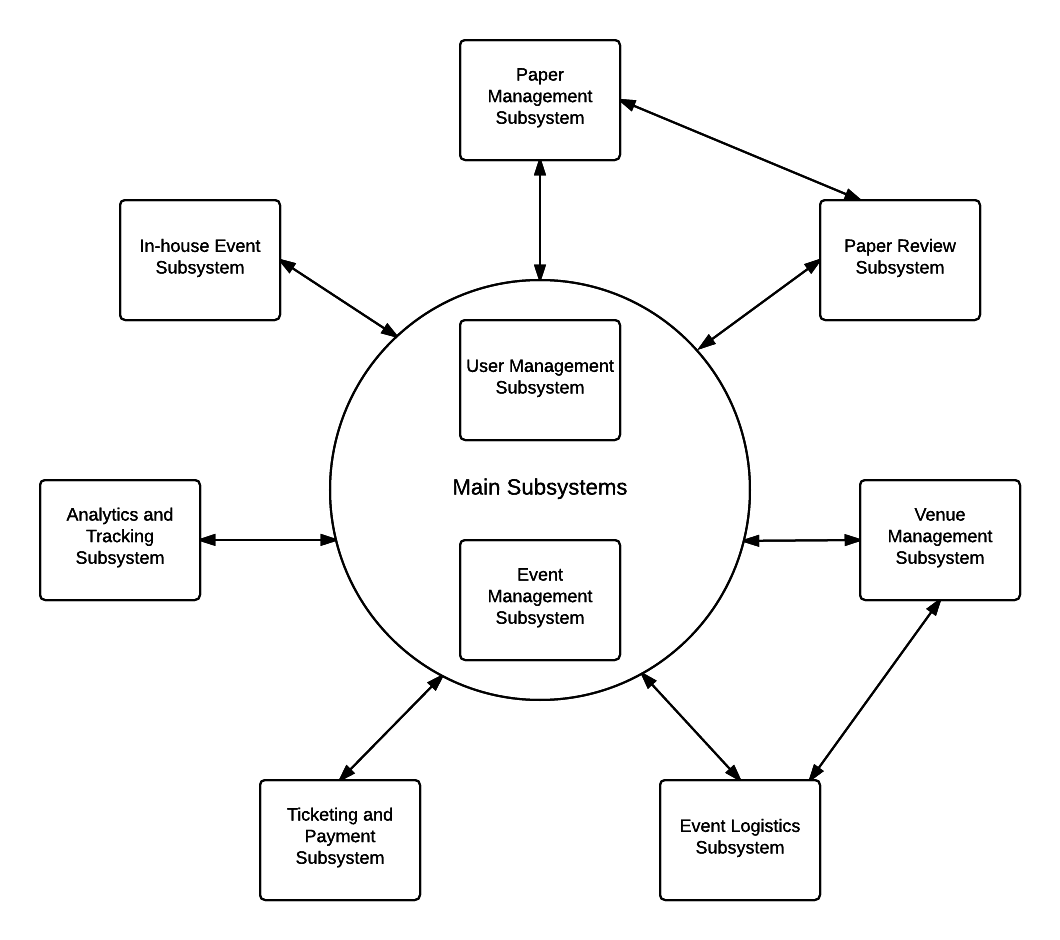 Paper
Management
Subsystem
In-house Event
Subsystem
Paper Review
Subsystem
User Management
Subsystem
Main Subsystems
Analytics and
Tracking
Subsystem
Venue
Management
Subsystem
Event
Management
Subsystem
Ticketing and
Payment
Subsystem
Event Logistics
Subsystem